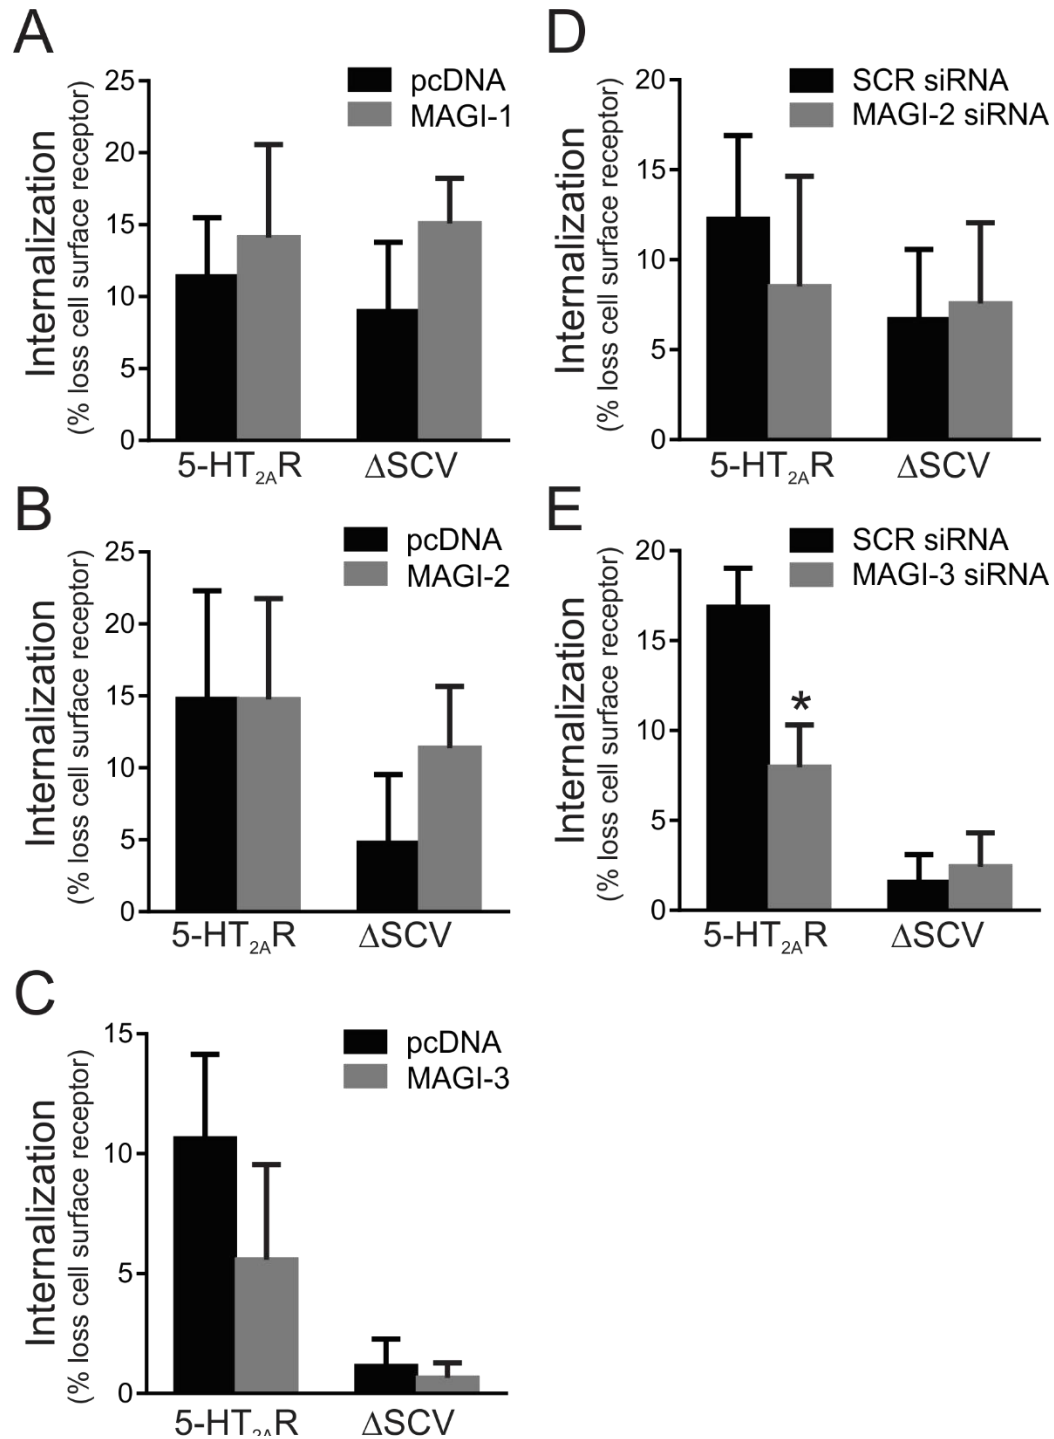 A
Internalization
(% loss cell surface receptor)
25
20
15
10
5
0
pcDNA
MAGI-1
5-HT2AR
ΔSCV
B
Internalization
(% loss cell surface receptor)
25
20
15
10
5
0
pcDNA
MAGI-2
5-HT2AR
ΔSCV
C
Internalization
(% loss cell surface receptor)
15
10
5
0
pcDNA
MAGI-3
5-HT2AR
ΔSCV
D
Internalization
(% loss cell surface receptor)
20
15
10
5
0
SCR siRNA
MAGI-2 siRNA
5-HT2AR
ΔSCV
E
Internalization
(% loss cell surface receptor)
20
15
10
5
0
SCR siRNA
MAGI-3 siRNA
*
5-HT2AR
ΔSCV